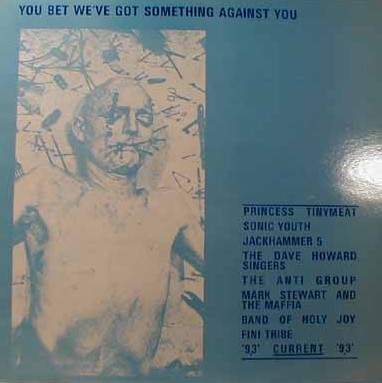 YOU BET WE'VE GOT SOMETHING AGAINST YOU
PRINCESS TINYMEAT
SONIC YOUTH
JACKHAMMER 5
THE DAVE HOWARD
SINGERS
THE ANTI GROUP
MARK STEWART AND
THE MAFFIA
BAND OF HOLY JOY
FINI TRIBE
'93' CURRENT '93'